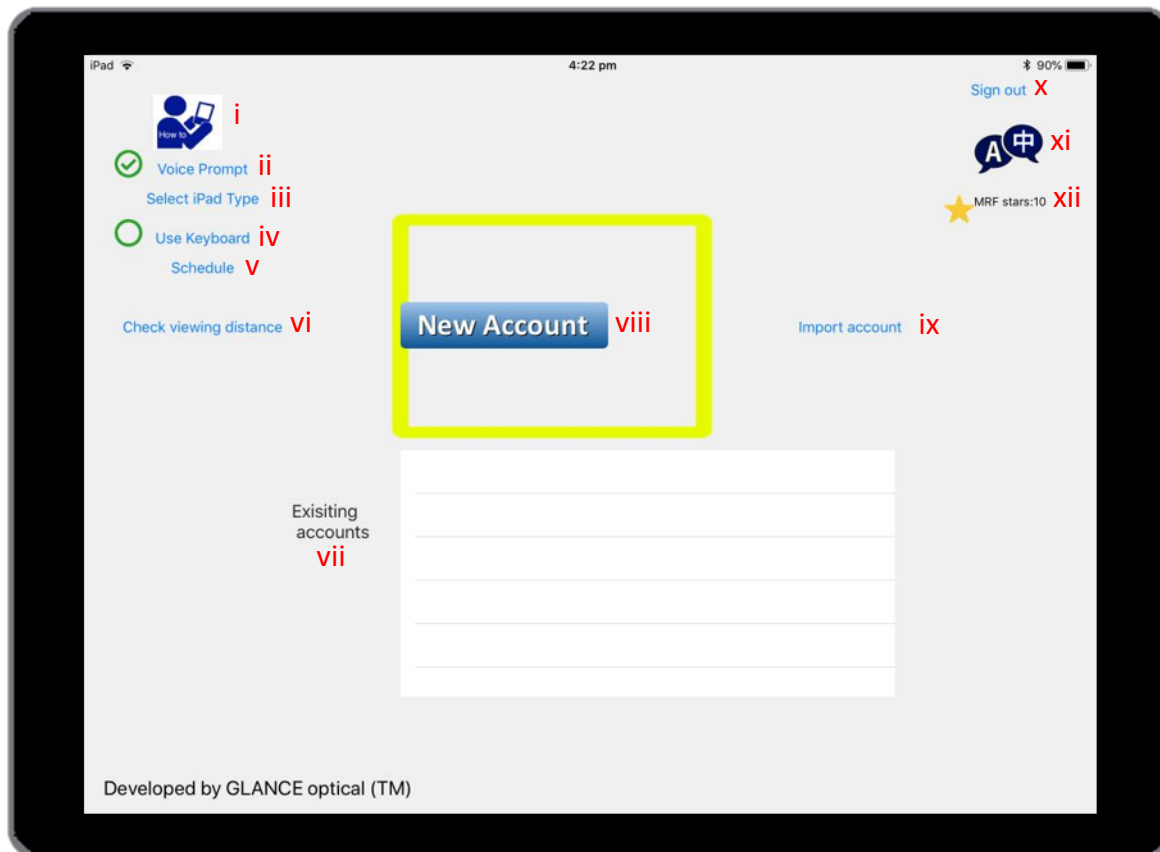 iPad 4:22 pm 90%
Sign out x
How to i
A 中 xi
Voice Prompt ii
Select iPad Type iii
MRF stars:10 xii
Use Keyboard iv
Schedule v
Check viewing distance vi
New Account viii
Import account ix
Exisiting
accounts
vii
Developed by GLANCE optical (TM)